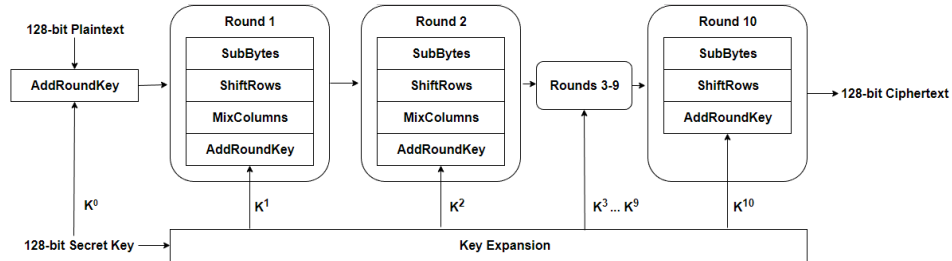 128-bit Plaintext
AddRoundKey
Round 1
SubBytes
ShiftRows
MixColumns
AddRoundKey
Round 2
SubBytes
ShiftRows
MixColumns
AddRoundKey
Rounds 3-9
Round 10
SubBytes
ShiftRows
AddRoundKey
128-bit Ciphertext
K⁰
K¹
K²
K³ ... K⁹
K¹⁰
128-bit Secret Key
Key Expansion